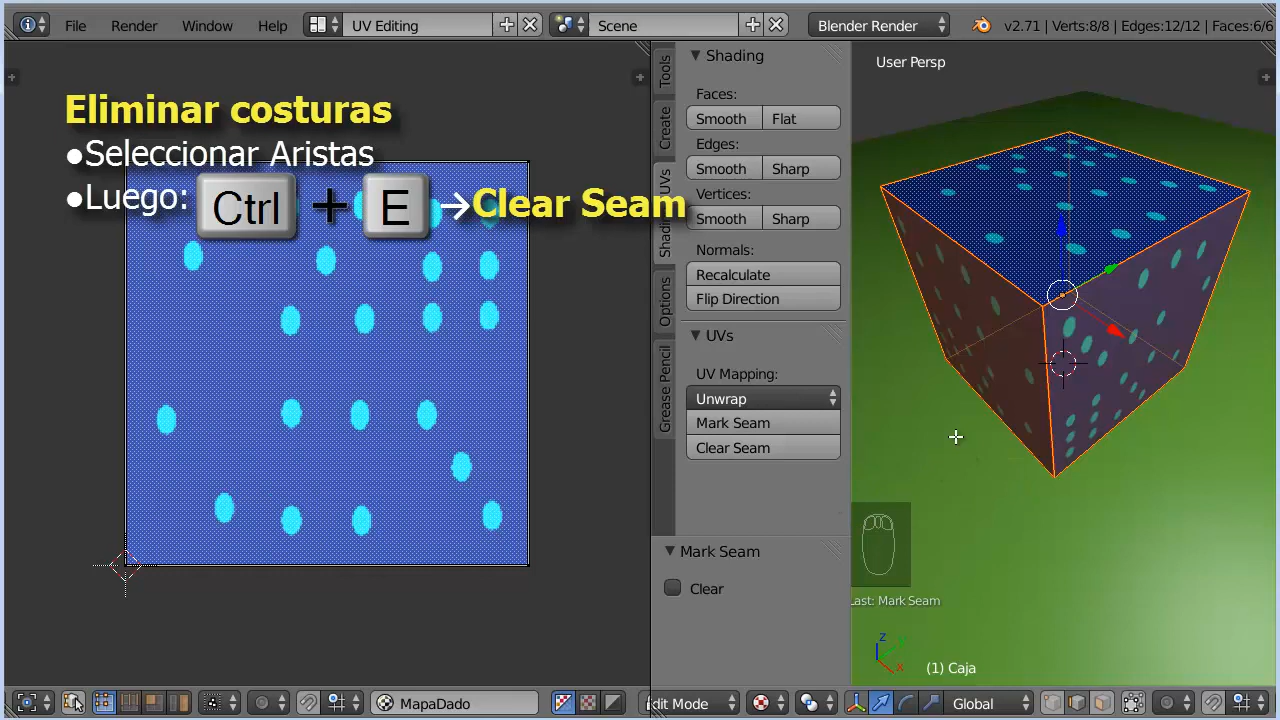 File Render Window Help UV Editing Scene Blender Render v2.71 | Verts:8/8 | Edges:12/12 | Faces:6/6
User Persp
Eliminar costuras
●Seleccionar Aristas
●Luego: Ctrl + E →Clear Seam
Tools
Create
Shading / UVs
Options
Grease Pencil
Shading
Faces:
Smooth Flat
Edges:
Smooth Sharp
Vertices:
Smooth Sharp
Normals:
Recalculate
Flip Direction
UVs
UV Mapping:
Unwrap
Mark Seam
Clear Seam
Mark Seam
Clear
Last: Mark Seam
z
x
(1) Caja
MapaDado
dit Mode
Global